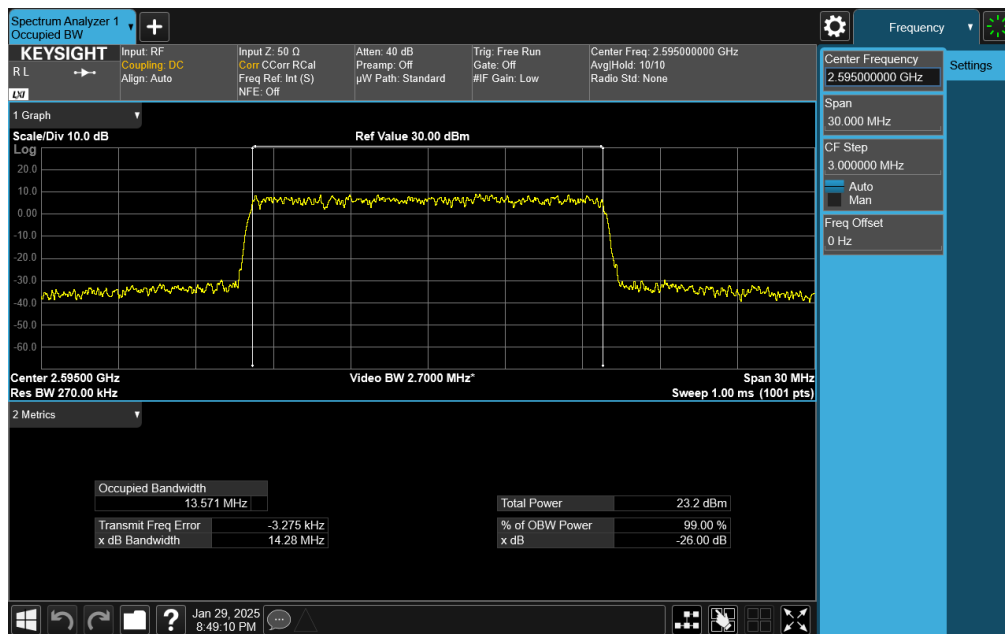 Spectrum Analyzer 1
Occupied BW
Frequency
KEYSIGHT
R L
LXI
Input: RF
Coupling: DC
Align: Auto
Input Z: 50 Ω
Corr CCorr RCal
Freq Ref: Int (S)
NFE: Off
Atten: 40 dB
Preamp: Off
µW Path: Standard
Trig: Free Run
Gate: Off
#IF Gain: Low
Center Freq: 2.595000000 GHz
Avg|Hold: 10/10
Radio Std: None
Center Frequency
2.595000000 GHz
Settings
Span
30.000 MHz
CF Step
3.000000 MHz
Auto
Man
Freq Offset
0 Hz
1 Graph
Scale/Div 10.0 dB
Ref Value 30.00 dBm
Log
20.0
10.0
0.00
-10.0
-20.0
-30.0
-40.0
-50.0
-60.0
Center 2.59500 GHz
Video BW 2.7000 MHz*
Span 30 MHz
Res BW 270.00 kHz
Sweep 1.00 ms (1001 pts)
2 Metrics
Occupied Bandwidth
13.571 MHz
Transmit Freq Error -3.275 kHz
x dB Bandwidth 14.28 MHz
Total Power 23.2 dBm
% of OBW Power 99.00 %
x dB -26.00 dB
Jan 29, 2025
8:49:10 PM